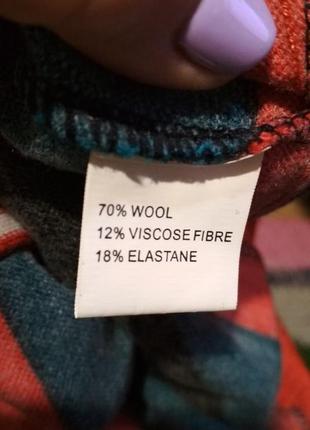 70% WOOL
12% VISCOSE FIBRE
18% ELASTANE